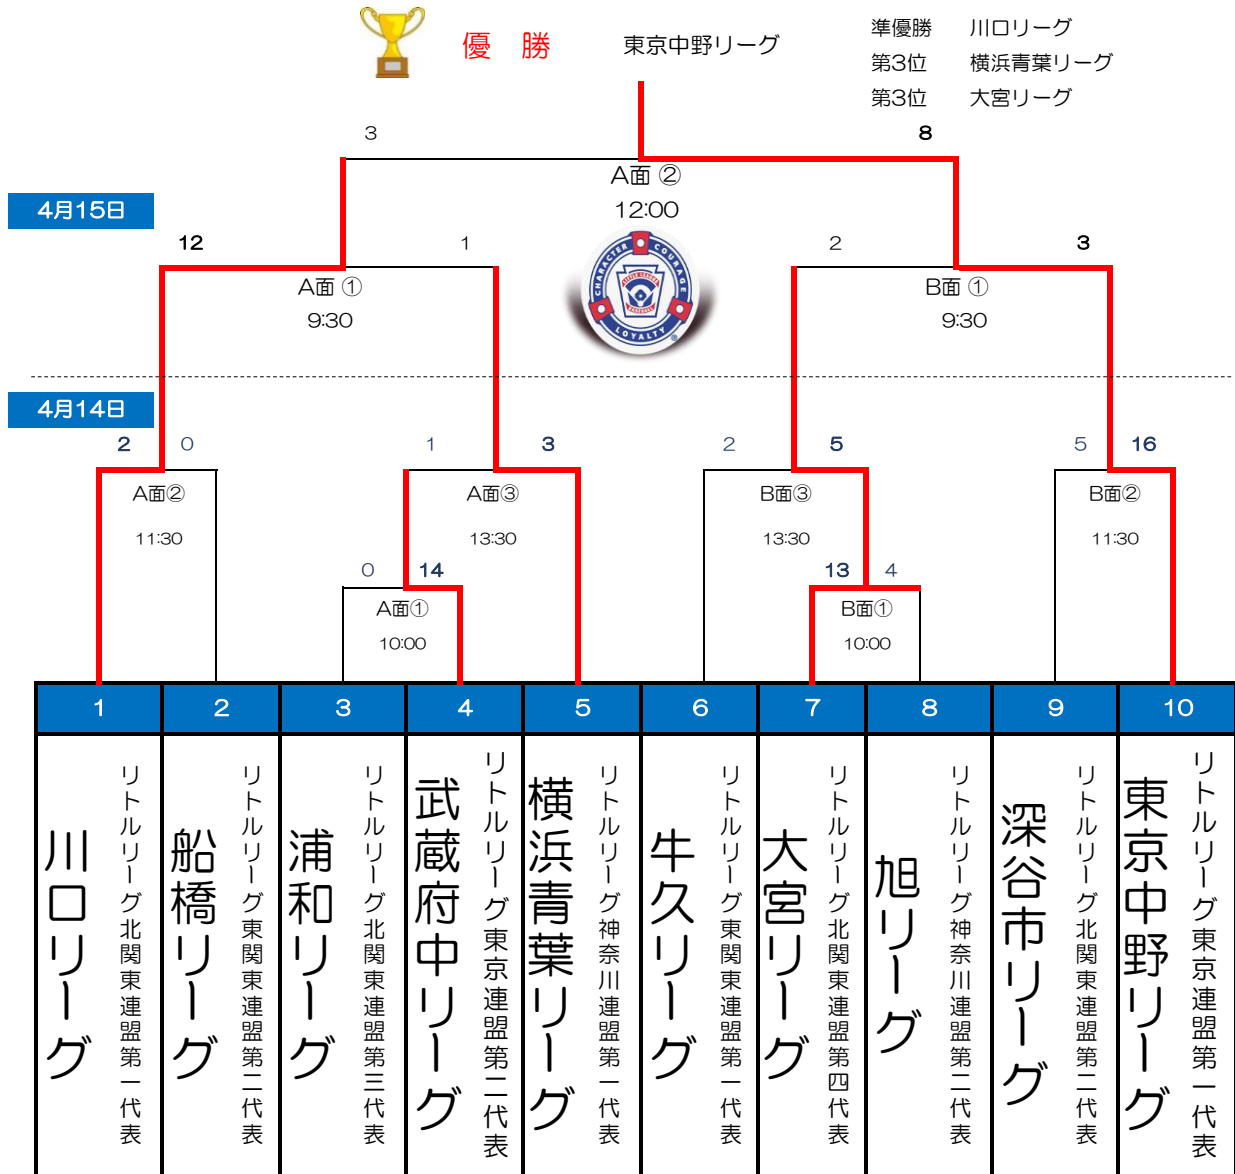 優 勝 東京中野リーグ
準優勝 川口リーグ
第3位 横浜青葉リーグ
第3位 大宮リーグ
3 8
A面 ②
12:00
4月15日
12 1 2 3
A面 ① B面 ①
9:30 9:30
CHARACTER COURAGE LOYALTY
LITTLE LEAGUE BASEBALL
®
4月14日
2 0 1 3 2 5 5 16
A面② A面③ B面③ B面②
11:30 13:30 13:30 11:30
0 14 13 4
A面① B面①
10:00 10:00
1 2 3 4 5 6 7 8 9 10
川口リーグ
リトルリーグ北関東連盟第一代表
船橋リーグ
リトルリーグ東関東連盟第二代表
浦和リーグ
リトルリーグ北関東連盟第三代表
武蔵府中リーグ
リトルリーグ東京連盟第二代表
横浜青葉リーグ
リトルリーグ神奈川連盟第一代表
牛久リーグ
リトルリーグ東関東連盟第一代表
大宮リーグ
リトルリーグ北関東連盟第四代表
旭リーグ
リトルリーグ神奈川連盟第二代表
深谷市リーグ
リトルリーグ北関東連盟第二代表
東京中野リーグ
リトルリーグ東京連盟第一代表